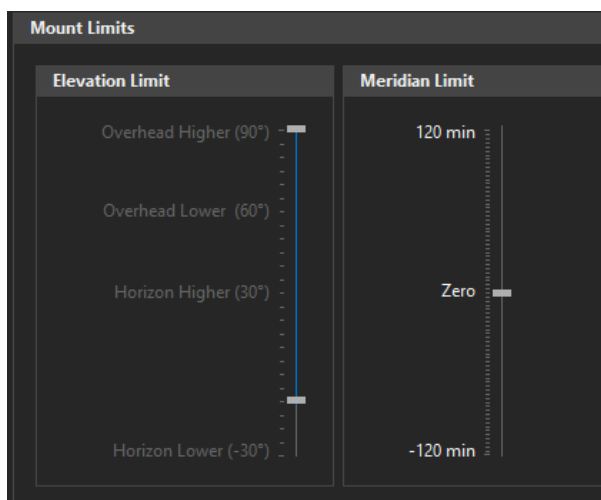 Mount Limits
Elevation Limit
Overhead Higher (90°)
Overhead Lower (60°)
Horizon Higher (30°)
Horizon Lower (-30°)
Meridian Limit
120 min
Zero
-120 min